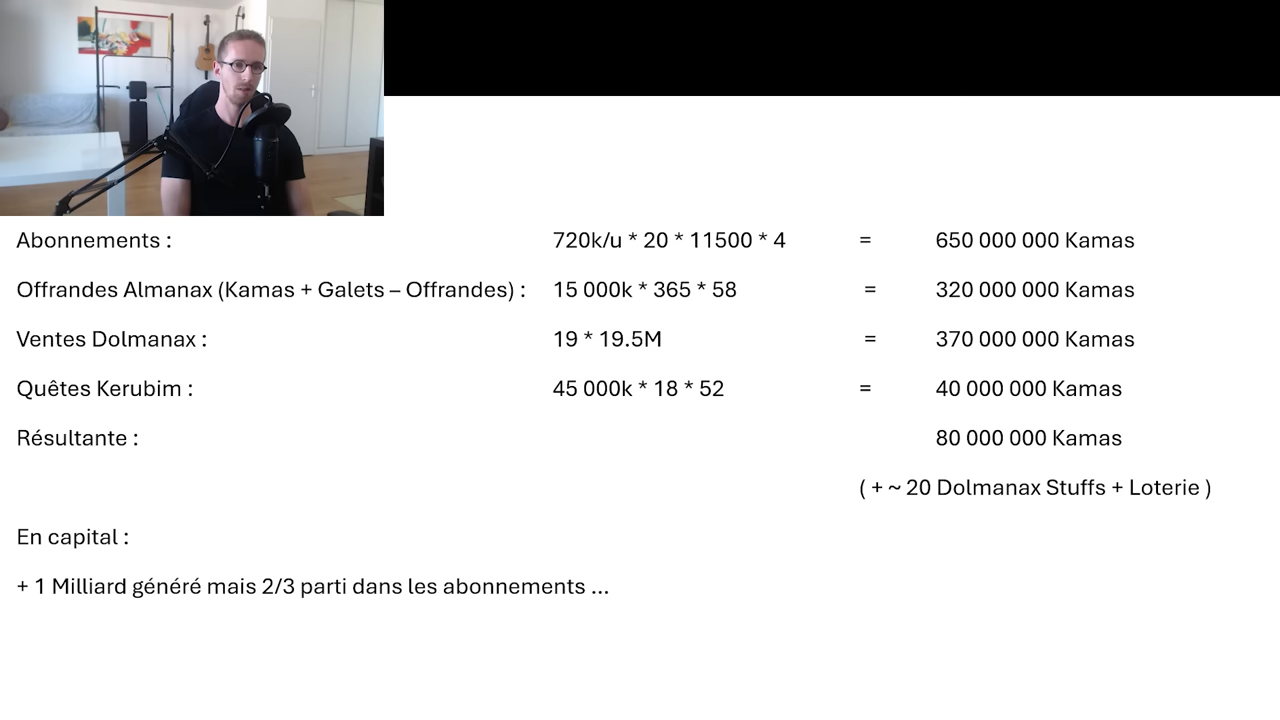 Abonnements : 720k/u * 20 * 11500 * 4 = 650 000 000 Kamas
Offrandes Almanax (Kamas + Galets – Offrandes) : 15 000k * 365 * 58 = 320 000 000 Kamas
Ventes Dolmanax : 19 * 19.5M = 370 000 000 Kamas
Quêtes Kerubim : 45 000k * 18 * 52 = 40 000 000 Kamas
Résultante : 80 000 000 Kamas
( + ~ 20 Dolmanax Stuffs + Loterie )
En capital :
+ 1 Milliard généré mais 2/3 parti dans les abonnements ...